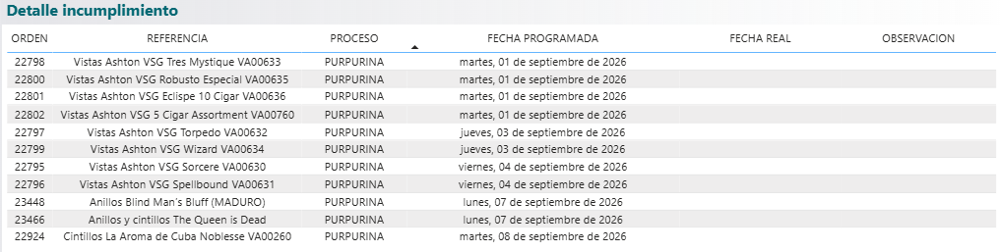 Detalle incumplimiento
ORDEN REFERENCIA PROCESO FECHA PROGRAMADA FECHA REAL OBSERVACION
22798 Vistas Ashton VSG Tres Mystique VA00633 PURPURINA martes, 01 de septiembre de 2026
22800 Vistas Ashton VSG Robusto Especial VA00635 PURPURINA martes, 01 de septiembre de 2026
22801 Vistas Ashton VSG Eclispe 10 Cigar VA00636 PURPURINA martes, 01 de septiembre de 2026
22802 Vistas Ashton VSG 5 Cigar Assortment VA00760 PURPURINA martes, 01 de septiembre de 2026
22797 Vistas Ashton VSG Torpedo VA00632 PURPURINA jueves, 03 de septiembre de 2026
22799 Vistas Ashton VSG Wizard VA00634 PURPURINA jueves, 03 de septiembre de 2026
22795 Vistas Ashton VSG Sorcere VA00630 PURPURINA viernes, 04 de septiembre de 2026
22796 Vistas Ashton VSG Spellbound VA00631 PURPURINA viernes, 04 de septiembre de 2026
23448 Anillos Blind Man's Bluff (MADURO) PURPURINA lunes, 07 de septiembre de 2026
23466 Anillos y cintillos The Queen is Dead PURPURINA lunes, 07 de septiembre de 2026
22924 Cintillos La Aroma de Cuba Noblesse VA00260 PURPURINA martes, 08 de septiembre de 2026